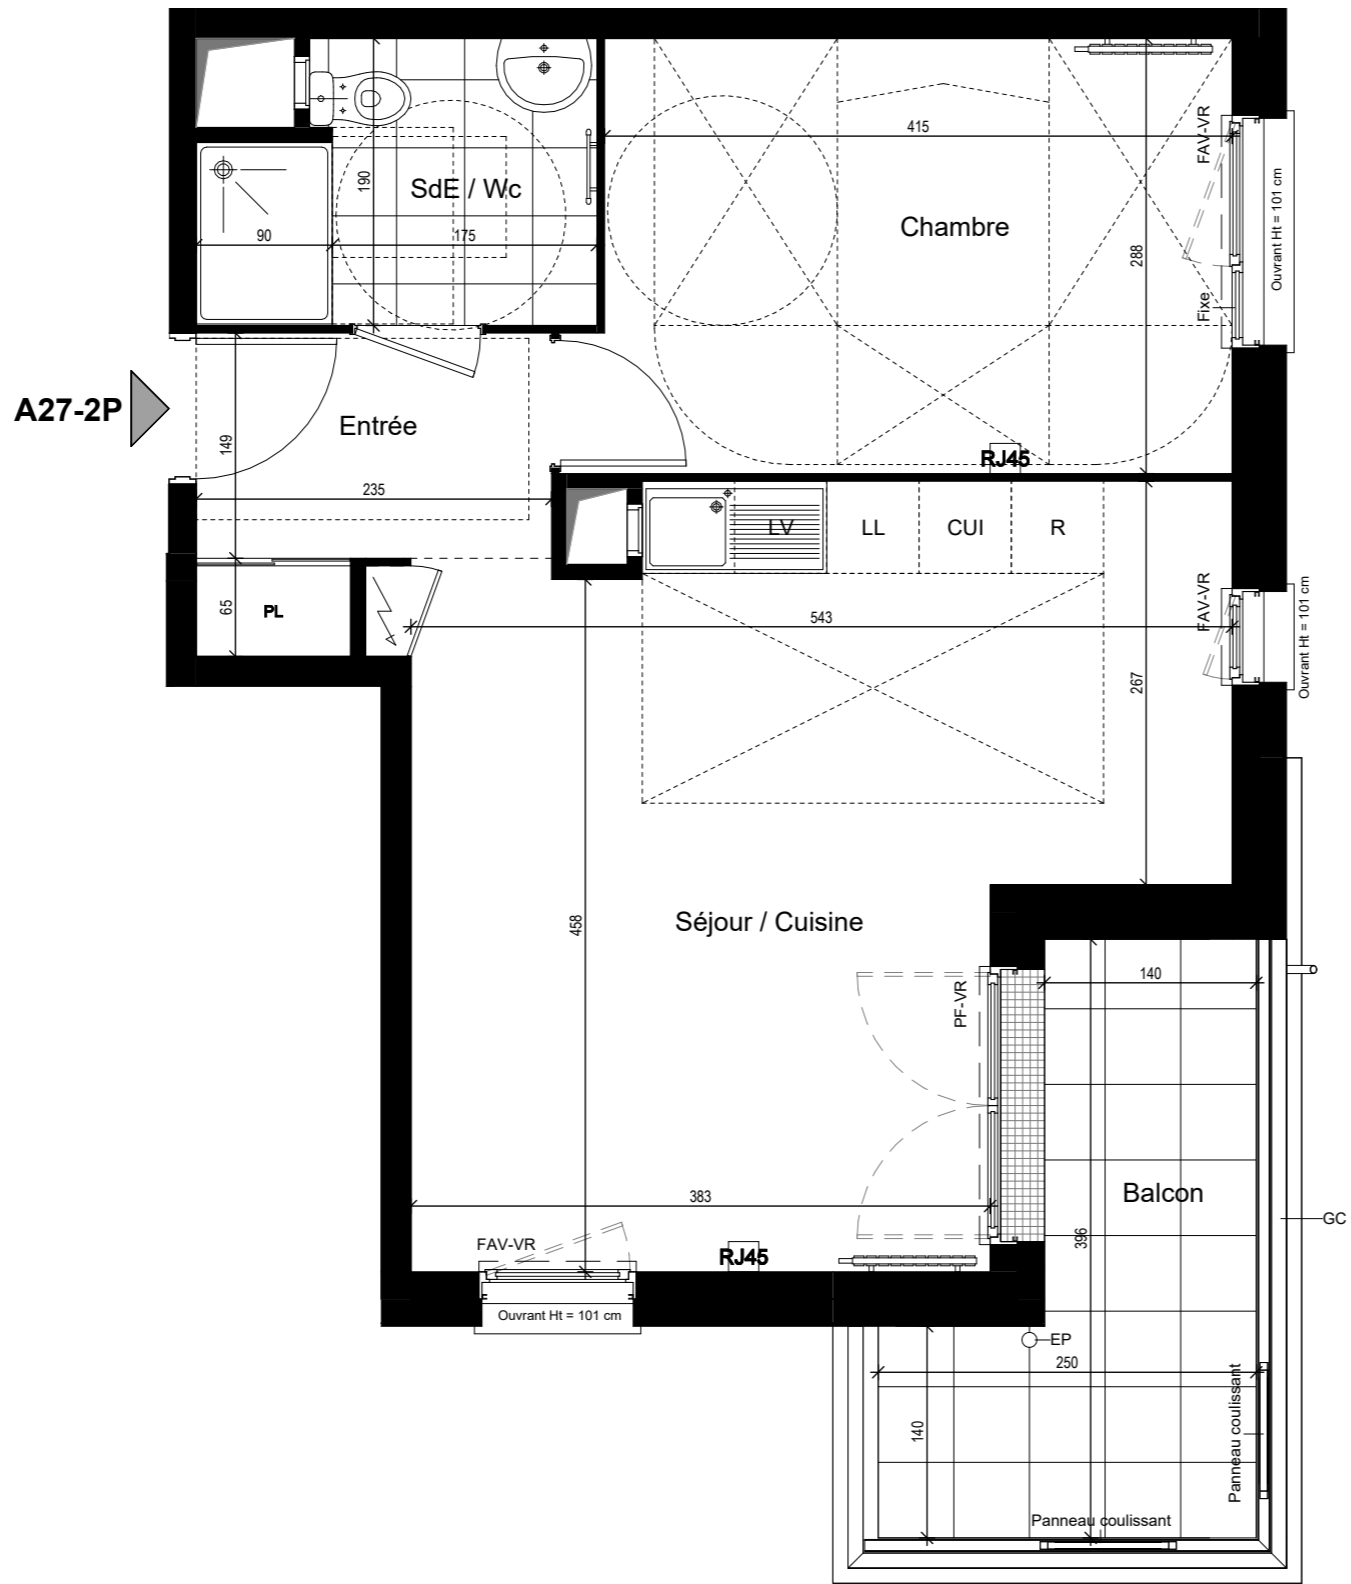 415
FAV-VR
Ouvrant Ht = 101 cm
190
SdE / Wc
Chambre
90
175
288
Fixe
A27-2P
Entrée
149
235
RJ45
LV
LL
CUI
R
65
PL
543
FAV-VR
Ouvrant Ht = 101 cm
267
458
Séjour / Cuisine
140
PF-VR
383
Balcon
396
GC
FAV-VR
RJ45
Ouvrant Ht = 101 cm
EP
250
140
Panneau coulissant
Panneau coulissant